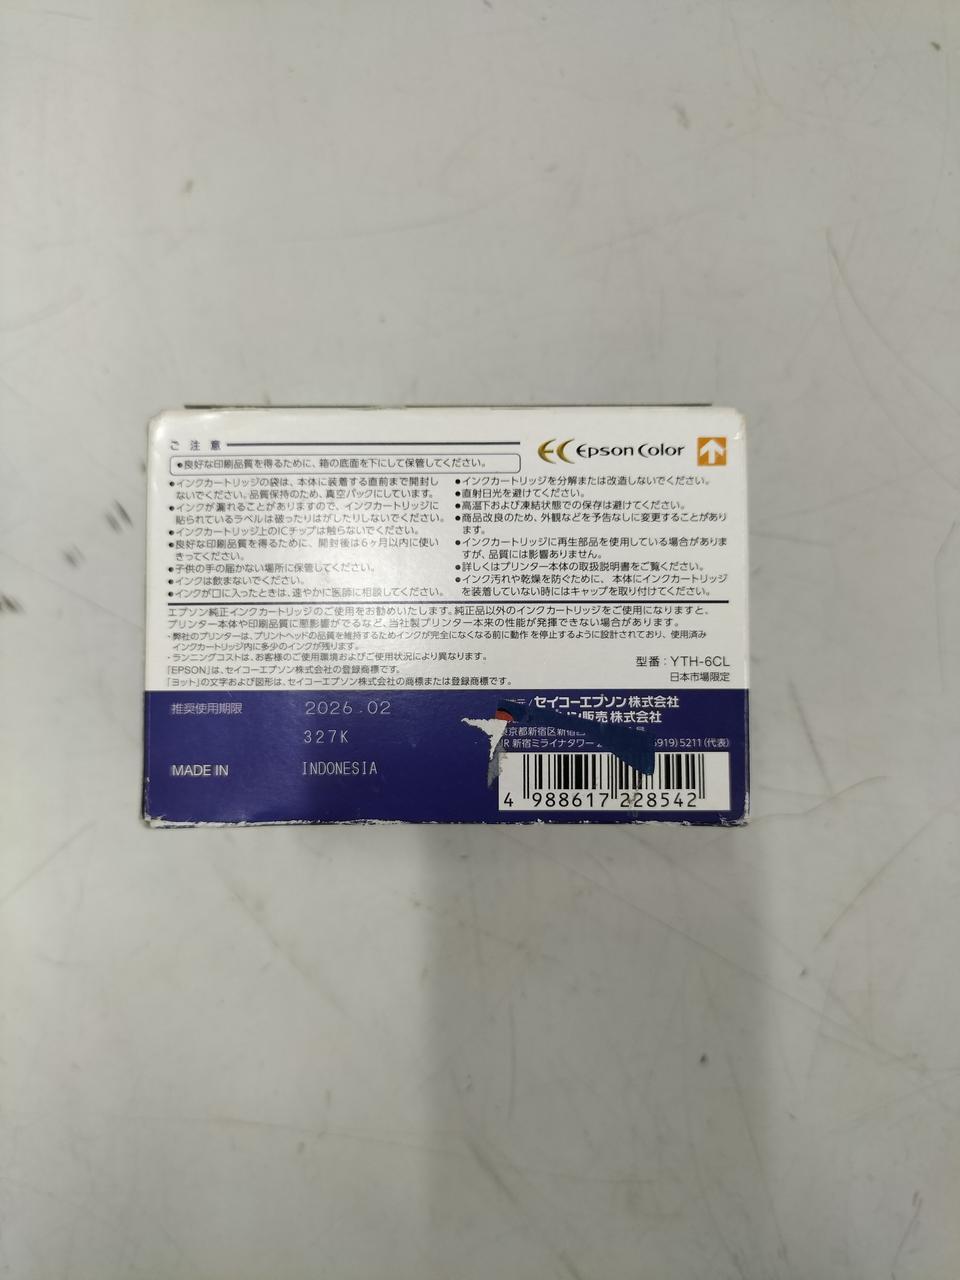 ご注意
●良好な印刷品質を得るために、箱の底面を下にして保管してください。
Epson Color
●インクカートリッジの袋は、本体に装着する直前まで開封し
ないでください。品質保持のため、真空パックにしています。
●インクが漏れることがありますので、インクカートリッジに
貼られているラベルは破ったりはがしたりしないでください。
●インクカートリッジ上のICチップは触らないでください。
●良好な印刷品質を得るために、開封後は6ヶ月以内に使い
きってください。
●子供の手の届かない場所に保管してください。
●インクは飲まないでください。
●インクが口に入ったときは、速やかに医師に相談してください。
●インクカートリッジを分解または改造しないでください。
●直射日光を避けてください。
●高温下および凍結状態での保存は避けてください。
●商品改良のため、外観などを予告なしに変更することがあり
ます。
●インクカートリッジに再生部品を使用している場合がありま
すが、品質には影響ありません。
●詳しくはプリンター本体の取扱説明書をご覧ください。
●インク汚れや乾燥を防ぐために、本体にインクカートリッジ
を装着していない時にはキャップを取り付けてください。
エプソン純正インクカートリッジのご使用をお勧めいたします。純正品以外のインクカートリッジをご使用になりますと、
プリンター本体や印刷品質に悪影響がでるなど、当社製プリンター本来の性能が発揮できない場合があります。
・弊社のプリンターは、プリントヘッドの品質を維持するためインクが完全になくなる前に動作を停止するように設計されており、使用済み
インクカートリッジ内に多少のインクが残ります。
・ランニングコストは、お客様のご使用環境およびご使用状況により異なります。
「EPSON」は、セイコーエプソン株式会社の登録商標です。
「ヨット」の文字および図形は、セイコーエプソン株式会社の商標または登録商標です。
型番：YTH-6CL
日本市場限定
推奨使用期限 2026.02
327K
MADE IN INDONESIA
/セイコーエプソン株式会社
販売株式会社
京都新宿区新宿
R 新宿ミライナタワー 5919)5211(代表)
4 988617 228542